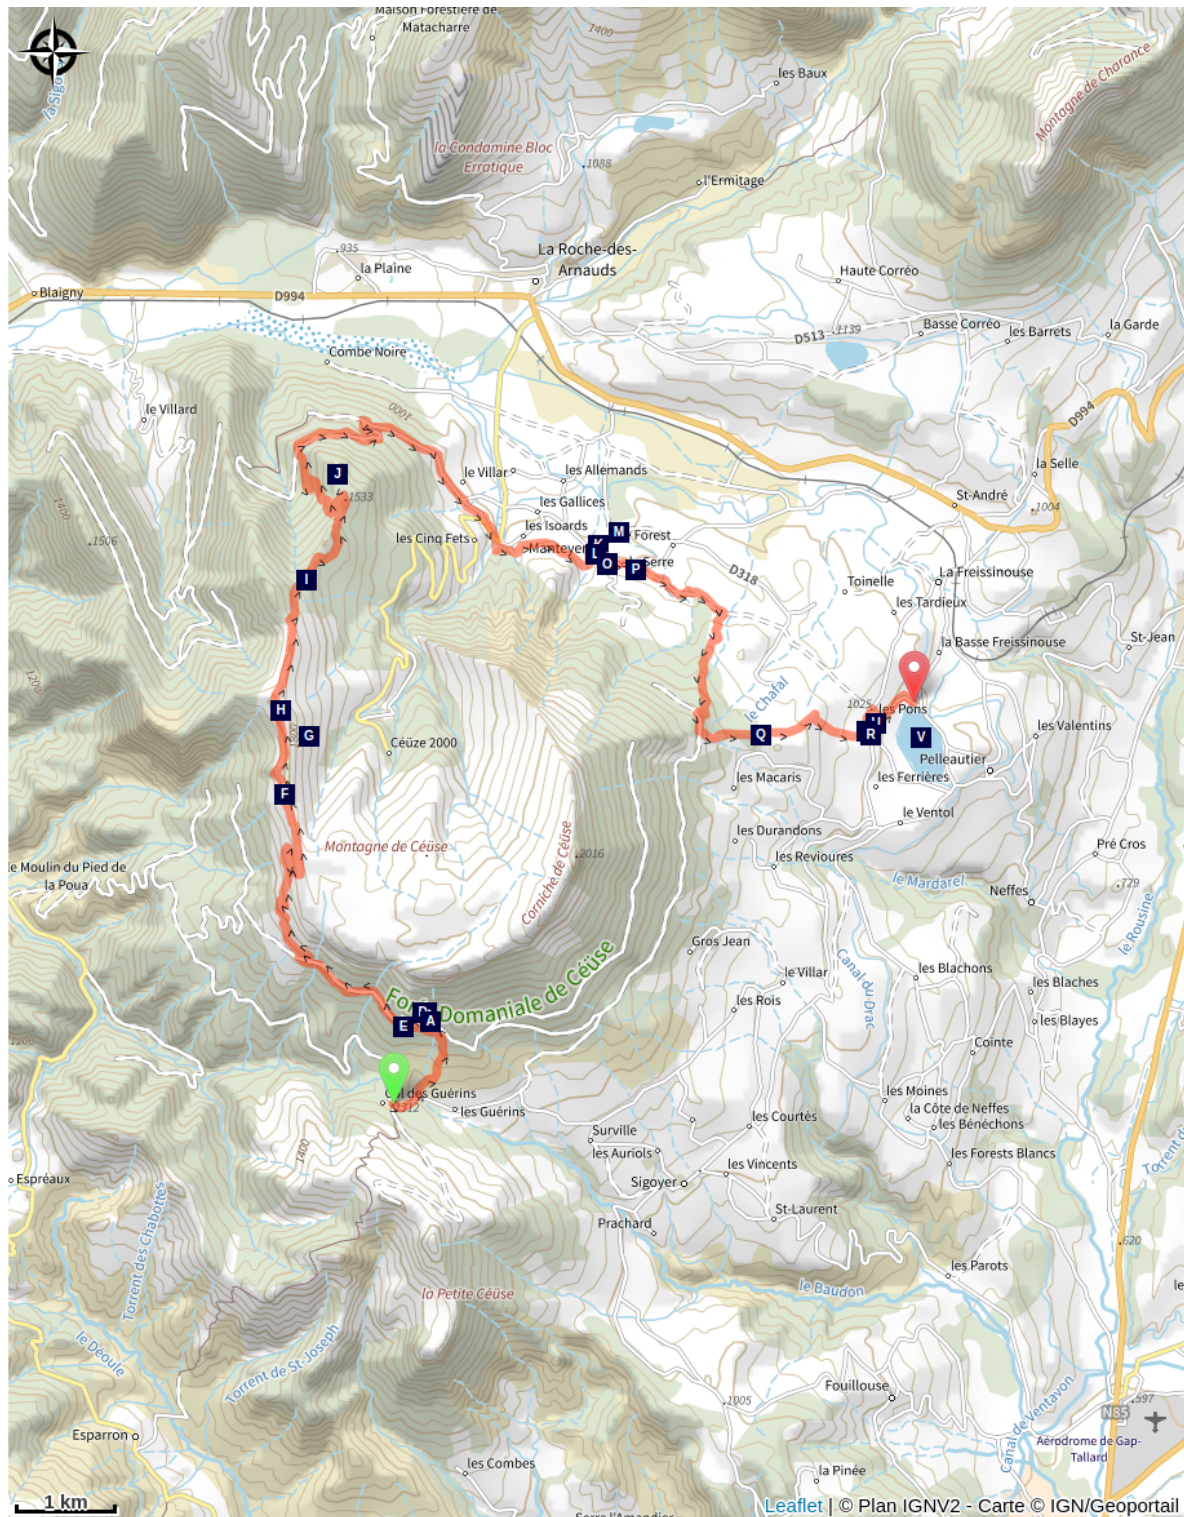 Maison Forestière de
Matacharre
1400
les Baux
Montagne de Charance
la Condamine Bloc
Erratique
1088
l'Ermitage
935
La Roche-des-
Arnauds
la Plaine
Haute Corréo
Blaigny
D994
D513
1139
Basse Corréo
les Barrets
la Garde
Combe Noire
le Villard
1000
D994
J
le Villar
les Allemands
la Selle
1400
1533
les Gallices
St-André
1004
1506
les Cinq Fets
les Isoards
M
Forest
L
O
P
Serre
D318
I
Toinelle
La Freissinouse
les Tardieux
la Basse Freissinouse
St-Jean
1200
H
G
le Chafal
1025
les Pons
Q
R
V
les Valentins
Céüze 2000
Pelleautier
F
les Macaris
les Ferrières
le Ventol
Montagne de Céüse
Corniche de Céüse
2016
les Durandons
les Revioures
Pré Cros
le Moulin du Pied de
la Poua
le Mardarel
729
Neffes
le Rousine
Gros Jean
Forêt Domaniale de Céüse
le Villar
Canal du Drac
les Blachons
les Blaches
les Rois
les Blayes
D
E
A
1200
Cointe
Col des Guérins
1312
les Guérins
les Moines
la Côte de Neffes
les Bénéchons
les Courtès
Surville
les Auriols
1400
les Vincents
les Forests Blancs
Espréaux
Sigoyer
Torrent des Chabottes
St-Laurent
Prachard
620
les Parots
la Petite Céüse
le Baudon
le Déoule
Torrent de St-Joseph
Fouillouse
1005
Canal de Ventavon
597
N85
Esparron
Aérodrome de Gap-
Tallard
les Combes
la Pinée
1 km
Leaflet | © Plan IGNV2 - Carte © IGN/Geoportail